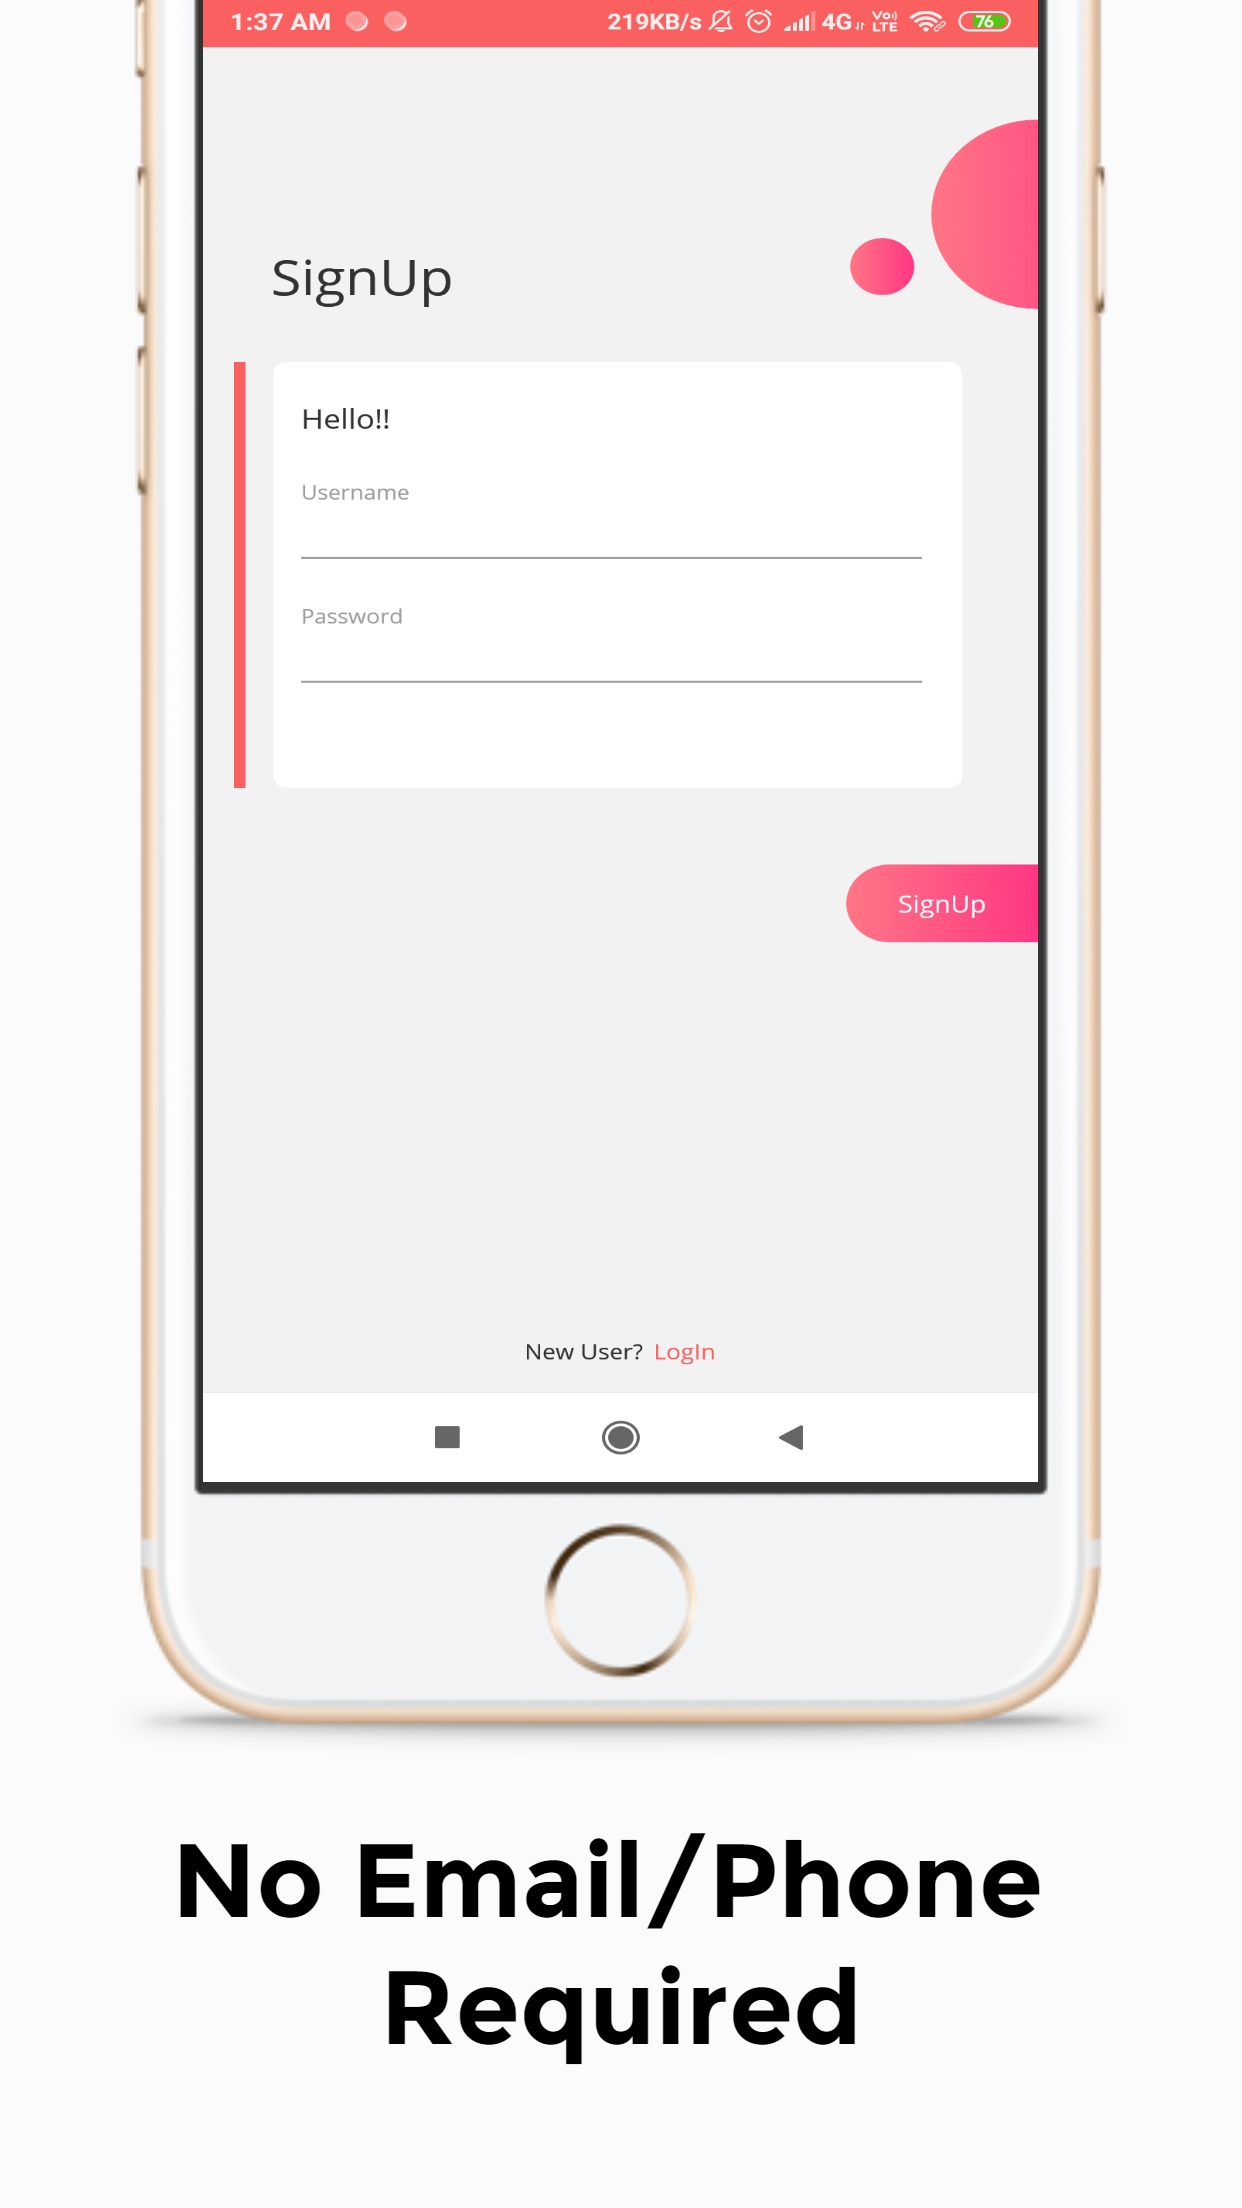 1:37 AM 219KB/s 4G Vo) LTE 76
SignUp
Hello!!
Username
Password
SignUp
New User? LogIn
No Email/Phone
Required